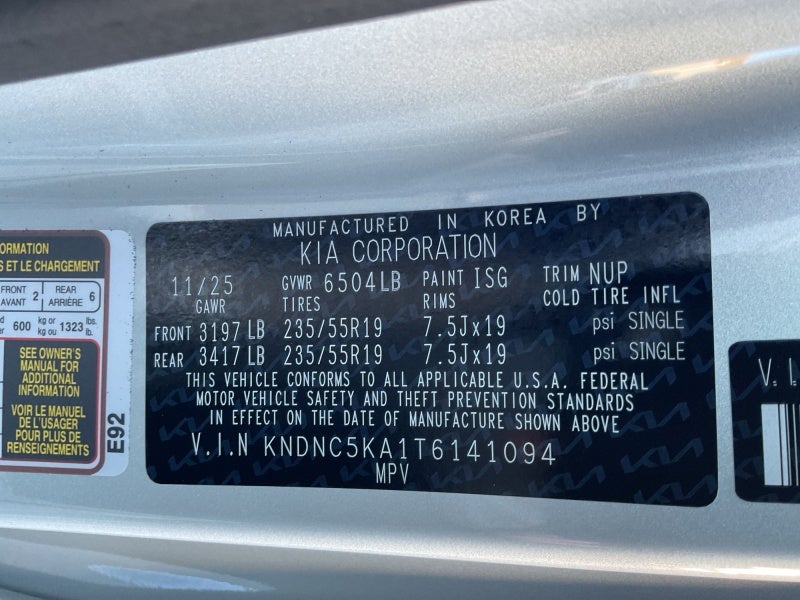 ORMATION
S ET LE CHARGEMENT
FRONT AVANT 2 REAR ARRIÈRE 6
600 kg or kg ou 1323 lbs. lb.
SEE OWNER'S
MANUAL FOR
ADDITIONAL
INFORMATION
VOIR LE MANUEL
DE L'USAGER
POUR PLUS DE
RENSEIGNEMENTS
E92
MANUFACTURED IN KOREA BY
KIA CORPORATION
11/25 GVWR 6504LB PAINT ISG TRIM NUP
GAWR TIRES RIMS COLD TIRE INFL
FRONT 3197 LB 235/55R19 7.5Jx19 psi SINGLE
REAR 3417 LB 235/55R19 7.5Jx19 psi SINGLE
THIS VEHICLE CONFORMS TO ALL APPLICABLE U.S.A. FEDERAL
MOTOR VEHICLE SAFETY AND THEFT PREVENTION STANDARDS
IN EFFECT ON THE DATE OF MANUFACTURE SHOWN ABOVE
V.I.N KNDNC5KA1T6141094
MPV
V.I